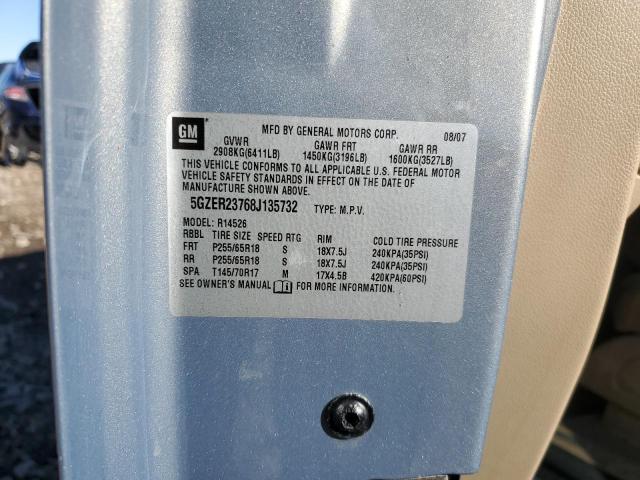 GM
MFD BY GENERAL MOTORS CORP. 08/07
GVWR GAWR FRT GAWR RR
2908KG(6411LB) 1450KG(3196LB) 1600KG(3527LB)
THIS VEHICLE CONFORMS TO ALL APPLICABLE U.S. FEDERAL MOTOR
VEHICLE SAFETY STANDARDS IN EFFECT ON THE DATE OF
MANUFACTURE SHOWN ABOVE.
5GZER23768J135732 TYPE: M.P.V.
MODEL: R14526
RBBL TIRE SIZE SPEED RTG RIM COLD TIRE PRESSURE
FRT P255/65R18 S 18X7.5J 240KPA(35PSI)
RR P255/65R18 S 18X7.5J 240KPA(35PSI)
SPA T145/70R17 M 17X4.5B 420KPA(60PSI)
SEE OWNER'S MANUAL FOR MORE INFORMATION.